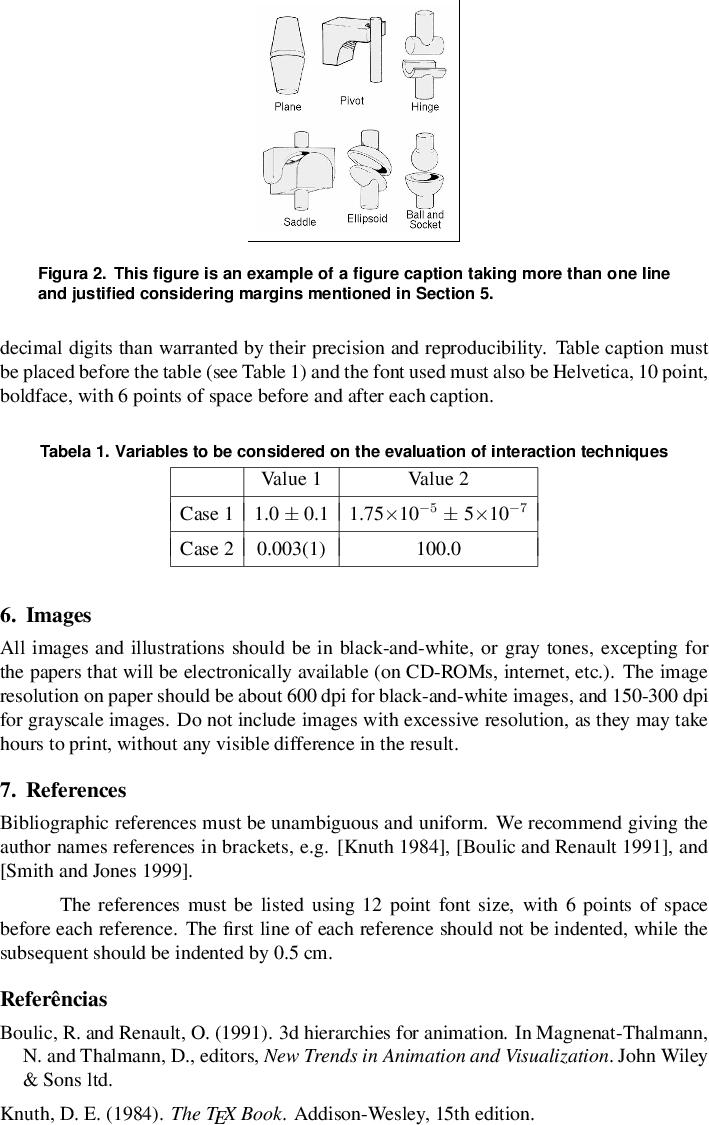 Plane
Pivot
Hinge
Saddle
Ellipsoid
Ball and
Socket
Figura 2. This figure is an example of a figure caption taking more than one line
and justified considering margins mentioned in Section 5.
decimal digits than warranted by their precision and reproducibility. Table caption must
be placed before the table (see Table 1) and the font used must also be Helvetica, 10 point,
boldface, with 6 points of space before and after each caption.
Tabela 1. Variables to be considered on the evaluation of interaction techniques
Value 1 Value 2
Case 1 1.0 ± 0.1 1.75×10⁻⁵ ± 5×10⁻⁷
Case 2 0.003(1) 100.0
6. Images
All images and illustrations should be in black-and-white, or gray tones, excepting for
the papers that will be electronically available (on CD-ROMs, internet, etc.). The image
resolution on paper should be about 600 dpi for black-and-white images, and 150-300 dpi
for grayscale images. Do not include images with excessive resolution, as they may take
hours to print, without any visible difference in the result.
7. References
Bibliographic references must be unambiguous and uniform. We recommend giving the
author names references in brackets, e.g. [Knuth 1984], [Boulic and Renault 1991], and
[Smith and Jones 1999].
The references must be listed using 12 point font size, with 6 points of space
before each reference. The first line of each reference should not be indented, while the
subsequent should be indented by 0.5 cm.
Referências
Boulic, R. and Renault, O. (1991). 3d hierarchies for animation. In Magnenat-Thalmann,
N. and Thalmann, D., editors, New Trends in Animation and Visualization. John Wiley
& Sons ltd.
Knuth, D. E. (1984). The TEX Book. Addison-Wesley, 15th edition.